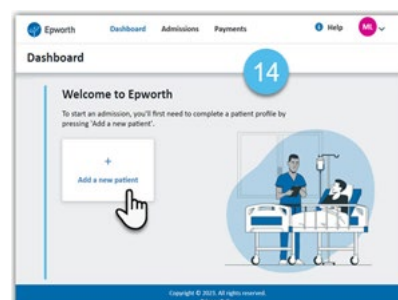 Epworth Dashboard Admissions Payments Help ML
Dashboard
14
Welcome to Epworth
To start an admission, you'll first need to complete a patient profile by
pressing 'Add a new patient'.
+
Add a new patient
Copyright © 2023. All rights reserved.